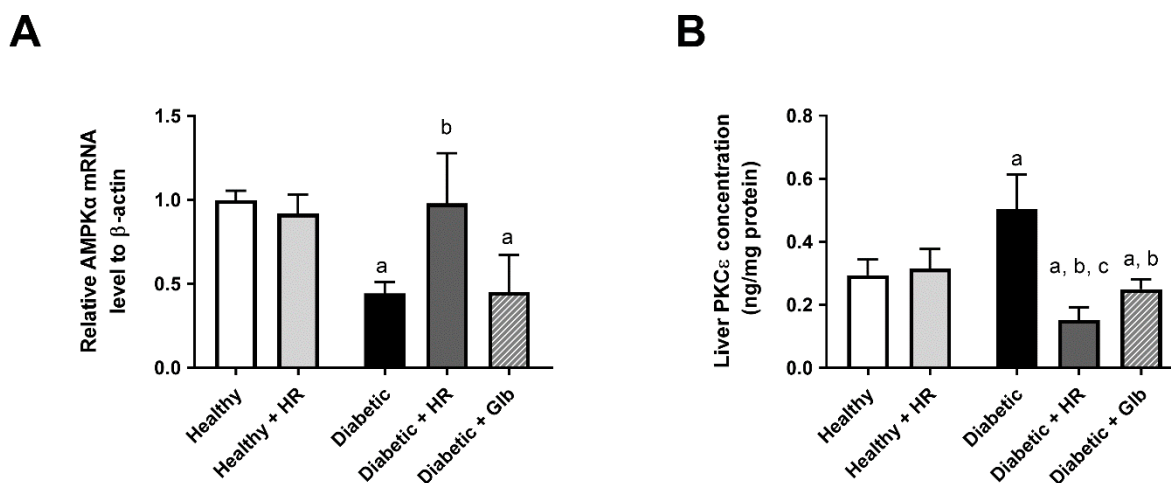 A
Relative AMPKα mRNA
level to β-actin
1.5
1.0
0.5
0.0
a
b
a
Healthy
Healthy + HR
Diabetic
Diabetic + HR
Diabetic + Glb
B
Liver PKCε concentration
(ng/mg protein)
0.8
0.6
0.4
0.2
0.0
a
a, b, c
a, b
Healthy
Healthy + HR
Diabetic
Diabetic + HR
Diabetic + Glb